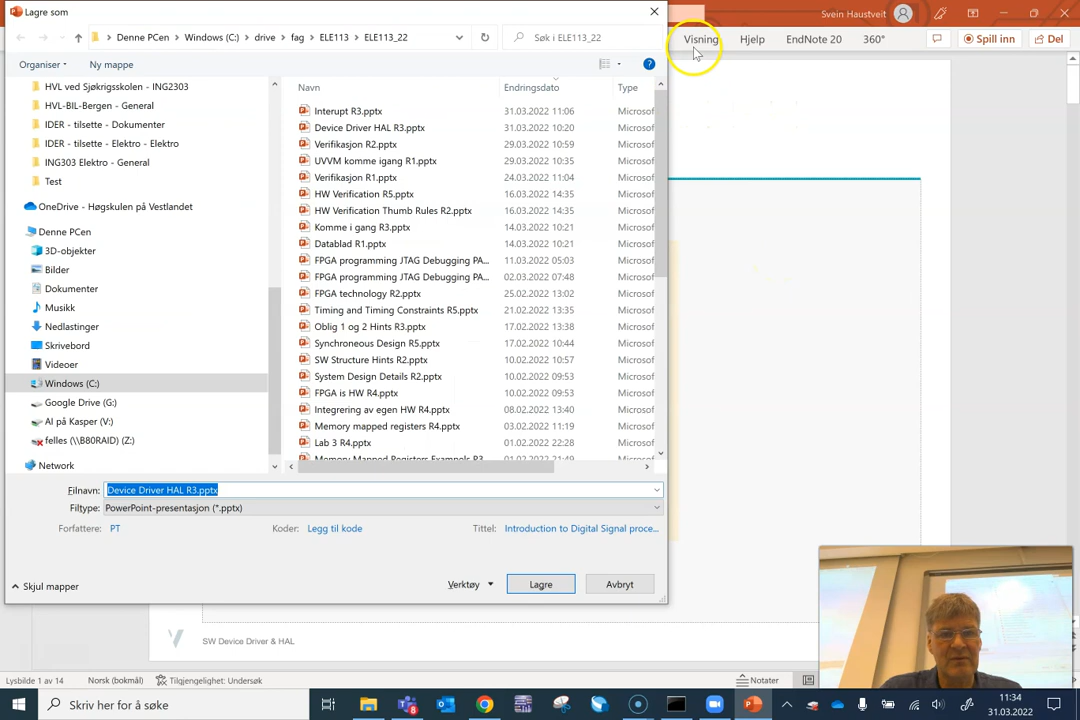 Lagre som
Svein Haustveit
Denne PCen > Windows (C:) > drive > fag > ELE113 > ELE113_22
Søk i ELE113_22
Visning
Hjelp
EndNote 20
360°
Spill inn
Del
Organiser
Ny mappe
HVL ved Sjøkrigsskolen - ING2303
HVL-BIL-Bergen - General
IDER - tilsette - Dokumenter
IDER - tilsette - Elektro - Elektro
ING303 Elektro - General
Test
OneDrive - Høgskulen på Vestlandet
Denne PCen
3D-objekter
Bilder
Dokumenter
Musikk
Nedlastinger
Skrivebord
Videoer
Windows (C:)
Google Drive (G:)
AI på Kasper (V:)
felles (\\B80RAID) (Z:)
Network
Navn Endringsdato Type
Interupt R3.pptx 31.03.2022 11:06 Microsof
Device Driver HAL R3.pptx 31.03.2022 10:20 Microsof
Verifikasjon R2.pptx 29.03.2022 10:59 Microsof
UVVM komme igang R1.pptx 29.03.2022 10:35 Microsof
Verifikasjon R1.pptx 24.03.2022 11:04 Microsof
HW Verification R5.pptx 16.03.2022 14:35 Microsof
HW Verification Thumb Rules R2.pptx 16.03.2022 14:35 Microsof
Komme i gang R3.pptx 14.03.2022 10:21 Microsof
Datablad R1.pptx 14.03.2022 10:21 Microsof
FPGA programming JTAG Debugging PA... 11.03.2022 05:03 Microsof
FPGA programming JTAG Debugging PA... 02.03.2022 07:48 Microsof
FPGA technology R2.pptx 25.02.2022 13:02 Microsof
Timing and Timing Constraints R5.pptx 21.02.2022 13:35 Microsof
Oblig 1 og 2 Hints R3.pptx 17.02.2022 13:38 Microsof
Synchroneous Design R5.pptx 17.02.2022 10:44 Microsof
SW Structure Hints R2.pptx 10.02.2022 10:57 Microsof
System Design Details R2.pptx 10.02.2022 09:53 Microsof
FPGA is HW R4.pptx 10.02.2022 09:53 Microsof
Integrering av egen HW R4.pptx 08.02.2022 13:40 Microsof
Memory mapped registers R4.pptx 03.02.2022 11:19 Microsof
Lab 3 R4.pptx 01.02.2022 22:28 Microsof
Filnavn: Device Driver HAL R3.pptx
Filtype: PowerPoint-presentasjon (*.pptx)
Forfattere: PT Koder: Legg til kode Tittel: Introduction to Digital Signal proce...
Skjul mapper
Verktøy
Lagre
Avbryt
SW Device Driver & HAL
Lysbilde 2 av 14
Norsk (bokmål)
Tilgjengelighet: Undersøk
Notater
Skriv her for å søke
11:34
31.03.2022